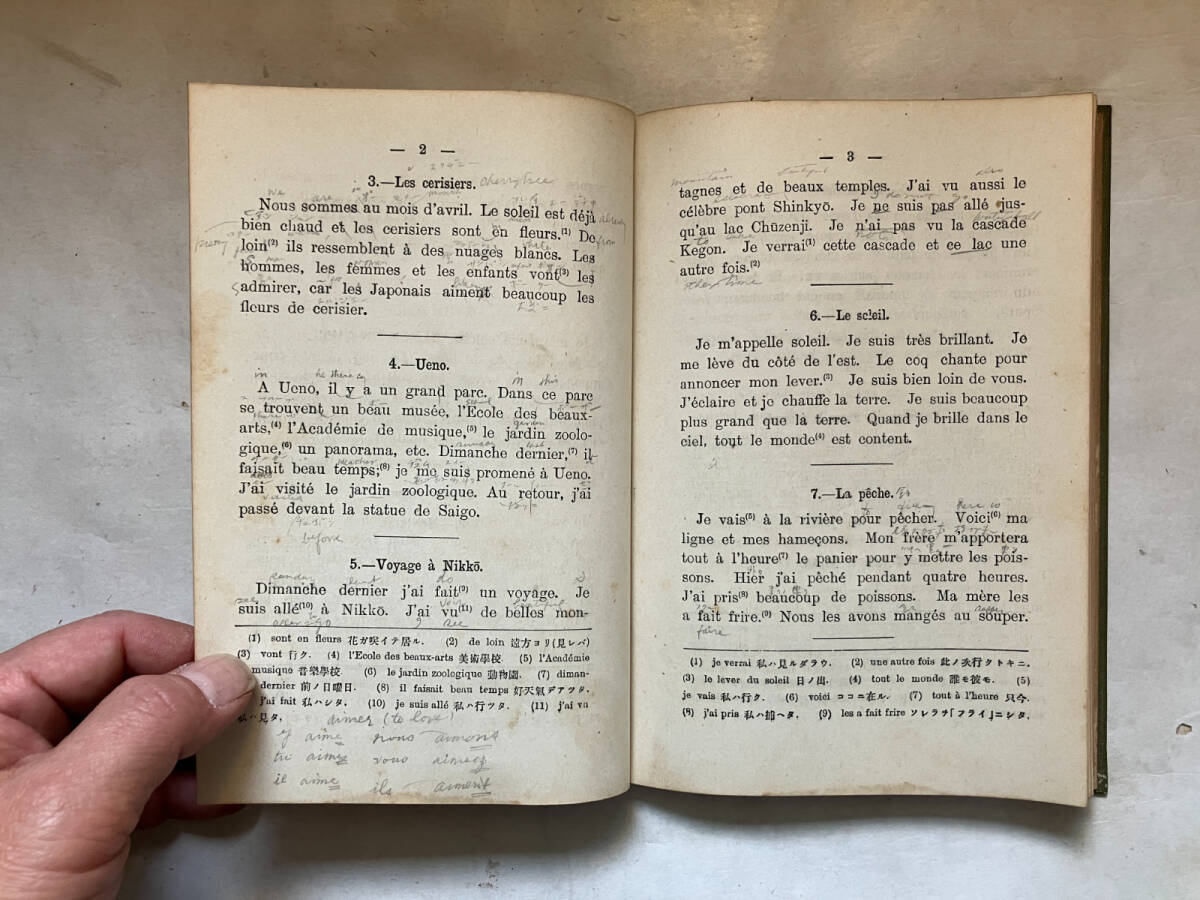 — 2 —
3.—Les cerisiers. cherry tree
Nous sommes au mois d'avril. Le soleil est déjà already
bien chaud et les cerisiers sont en fleurs.(1) De from
loin(2) ils ressemblent à des nuages blancs. Les
hommes, les femmes et les enfants vont(3) les
admirer, car les Japonais aiment beaucoup les
fleurs de cerisier.
4.—Ueno.
A Ueno, il y a un grand parc. Dans ce parc
se trouvent un beau musée, l'École des beaux-
arts,(4) l'Académie de musique,(5) le jardin zoolo-
gique,(6) un panorama, etc. Dimanche dernier,(7) il
faisait beau temps;(8) je me suis promené à Ueno.
J'ai visité le jardin zoologique. Au retour, j'ai
passé devant la statue de Saigo.
before
5.—Voyage à Nikkō.
Dimanche dernier j'ai fait(9) un voyage. Je
suis allé(10) à Nikkō. J'ai vu(11) de belles mon-
(1) sont en fleurs 花ガ咲イテ居ル. (2) de loin 遠方ヨリ(見レバ)
(3) vont 行ク. (4) l'Ecole des beaux-arts 美術學校. (5) l'Académie
musique 音樂學校. (6) le jardin zoologique 動物園. (7) diman-
dernier 前ノ日曜日. (8) il faisait beau temps 好天氣デアツタ.
j'ai fait 私ハシタ. (10) je suis allé 私ハ行ツタ. (11) j'ai vu
私ハ見タ. aimer (to love)
j' aime nous aimons
tu aimes vous aimez
il aime ils aiment
— 3 —
mountain
tagnes et de beaux temples. J'ai vu aussi le
célèbre pont Shinkyō. Je ne suis pas allé jus-
qu'au lac Chūzenji. Je n'ai pas vu la cascade
Kegon. Je verrai(1) cette cascade et ce lac une
autre fois.(2)
other time
6.—Le soleil.
Je m'appelle soleil. Je suis très brillant. Je
me lève du côté de l'est. Le coq chante pour
annoncer mon lever.(3) Je suis bien loin de vous.
J'éclaire et je chauffe la terre. Je suis beaucoup
plus grand que la terre. Quand je brille dans le
ciel, tout le monde(4) est content.
7.—La pêche.
Je vais(5) à la rivière pour pêcher. Voici(6) ma
ligne et mes hameçons. Mon frère m'apportera
tout à l'heure(7) le panier pour y mettre les pois-
sons. Hier j'ai pêché pendant quatre heures.
J'ai pris(8) beaucoup de poissons. Ma mère les
a fait frire.(9) Nous les avons mangés au souper.
faire
(1) je verrai 私ハ見ルダラウ. (2) une autre fois 此ノ次行クトキニ.
(3) le lever du soleil 日ノ出. (4) tout le monde 誰モ彼モ. (5)
je vais 私ハ行ク. (6) voici ココニ在ル. (7) tout à l'heure 只今.
(8) j'ai pris 私ハ捕ヘタ. (9) les a fait frire ソレラヲ「フライ」ニシタ.